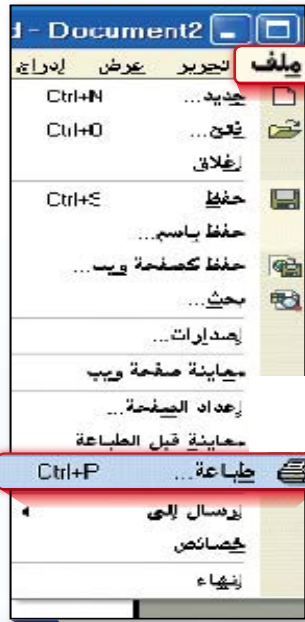 d - Document2
ملف تحرير عرض إدراج
جديد... Ctrl+N
فتح... Ctrl+O
إغلاق
حفظ Ctrl+S
حفظ باسم...
حفظ كصفحة ويب...
بحث...
إصدارات...
معاينة صفحة ويب
إعداد الصفحة...
معاينة قبل الطباعة
طباعة... Ctrl+P
إرسال إلى
خصائص
إنهاء